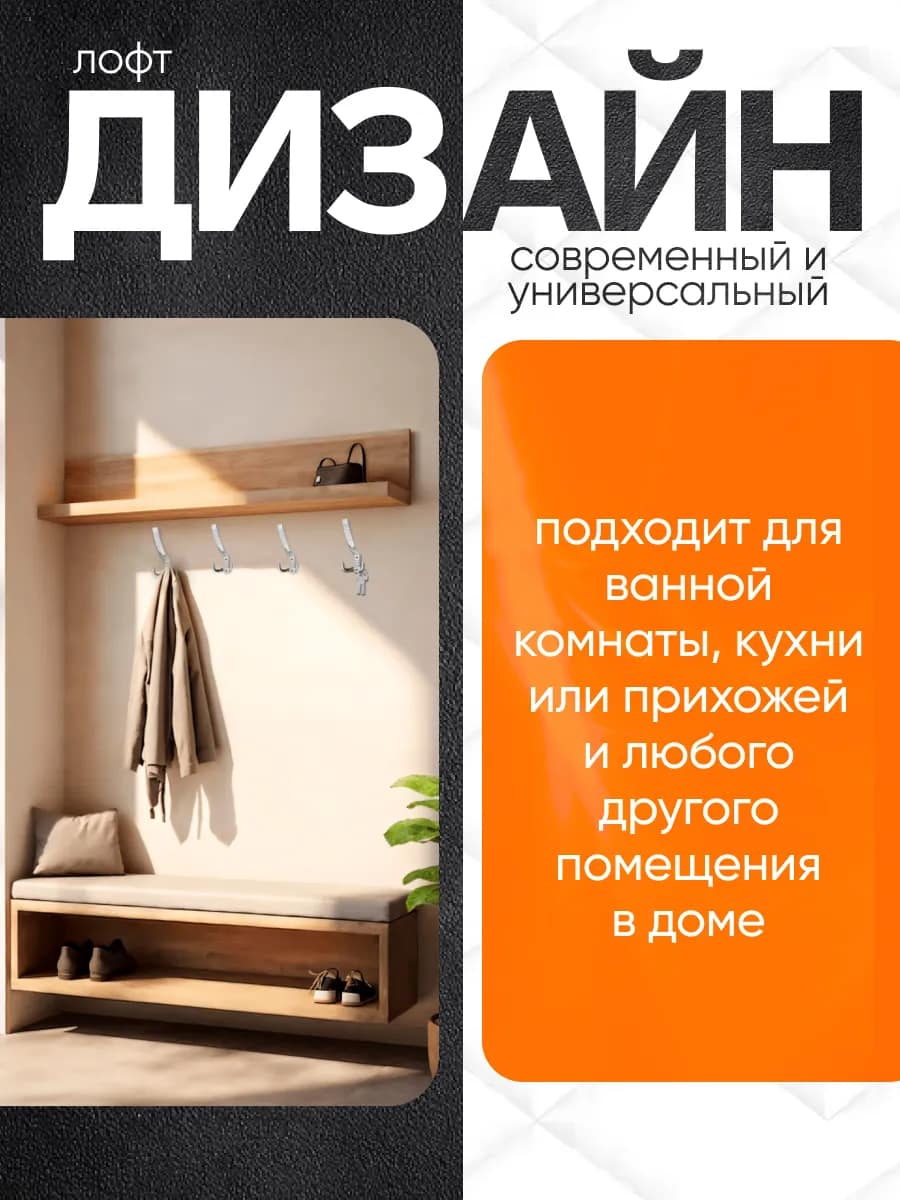 лофт
ДИЗАЙН
современный и
универсальный
подходит для
ванной
комнаты, кухни
или прихожей
и любого
другого
помещения
в доме